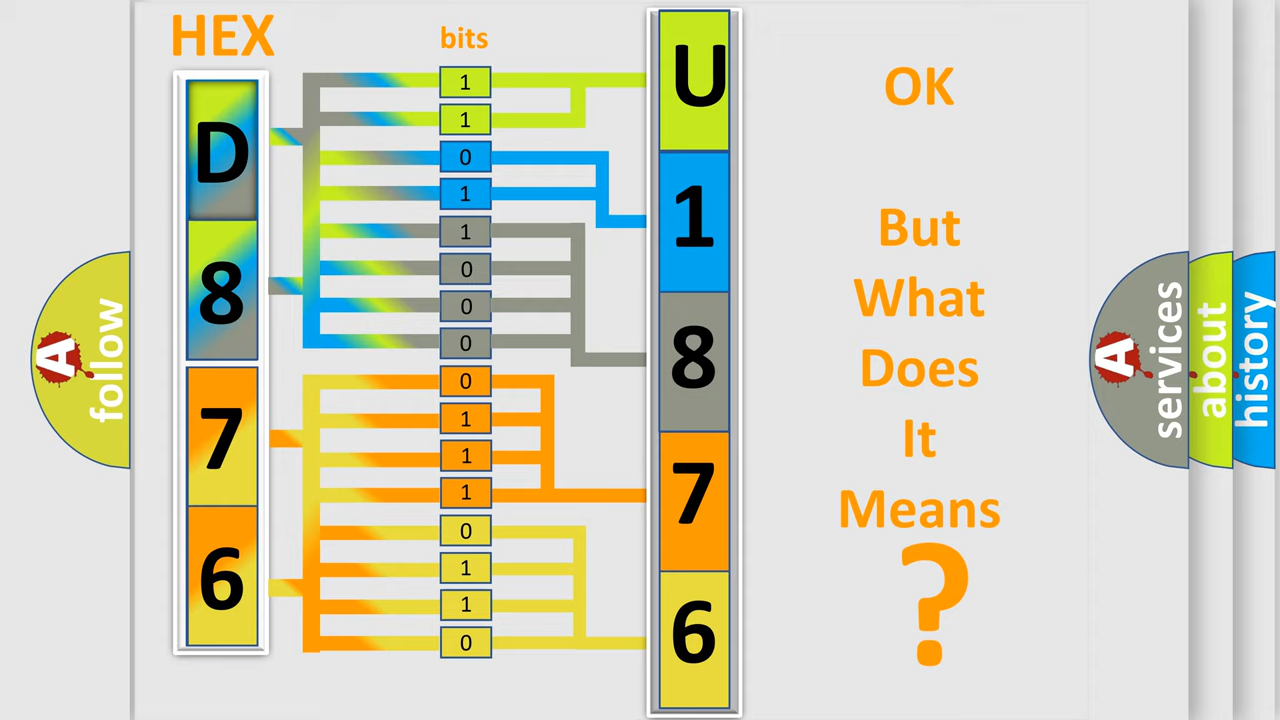 HEX
bits
D
8
7
6
1
1
0
1
1
0
0
0
0
1
1
1
0
1
1
0
U
1
8
7
6
OK
But
What
Does
It
Means
?
A
follow
A
services
about
history